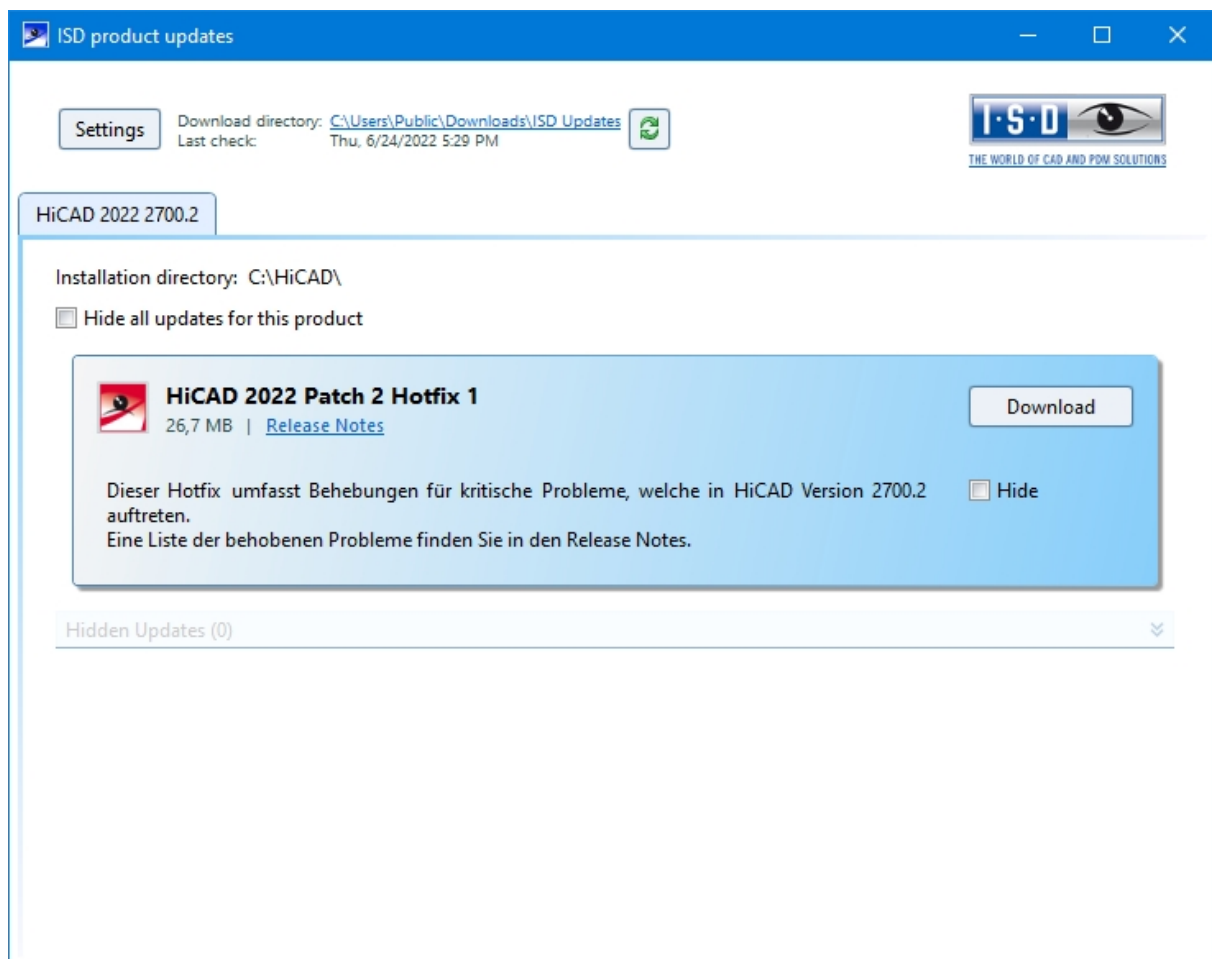 ISD product updates
Settings
Download directory: C:\Users\Public\Downloads\ISD Updates
Last check: Thu, 6/24/2022 5:29 PM
I·S·D
THE WORLD OF CAD AND PDM SOLUTIONS
HiCAD 2022 2700.2
Installation directory: C:\HiCAD\
Hide all updates for this product
HiCAD 2022 Patch 2 Hotfix 1
26,7 MB | Release Notes
Download
Dieser Hotfix umfasst Behebungen für kritische Probleme, welche in HiCAD Version 2700.2
auftreten.
Eine Liste der behobenen Probleme finden Sie in den Release Notes.
Hide
Hidden Updates (0)